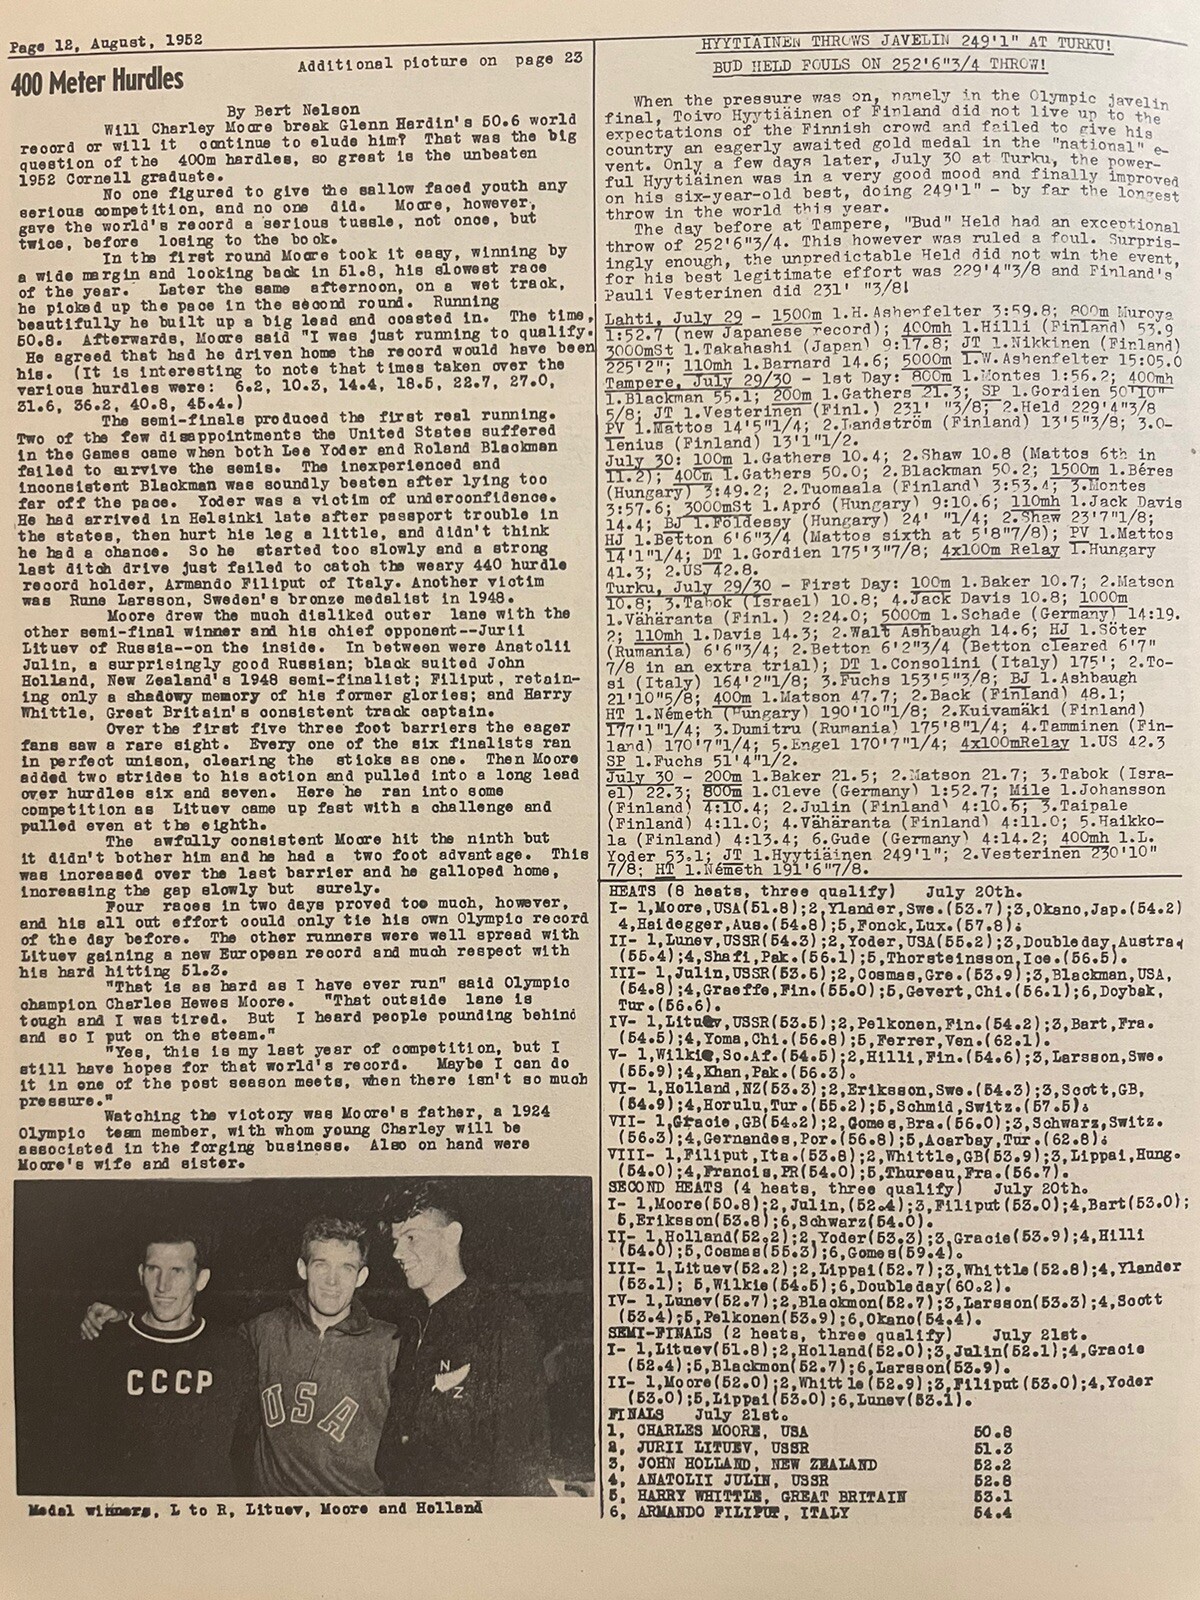 Page 12, August, 1952
Additional picture on page 23
400 Meter Hurdles
By Bert Nelson
Will Charley Moore break Glenn Hardin's 50.6 world
record or will it continue to elude him? That was the big
question of the 400m hardles, so great is the unbeaten
1952 Cornell graduate.
No one figured to give the sallow faced youth any
serious competition, and no one did. Moore, however,
gave the world's record a serious tussle, not once, but
twice, before losing to the book.
In the first round Moore took it easy, winning by
a wide margin and looking back in 51.8, his slowest race
of the year. Later the same afternoon, on a wet track,
he picked up the pace in the second round. Running
beautifully he built up a big lead and coasted in. The time,
50.8. Afterwards, Moore said "I was just running to qualify.
He agreed that had he driven home the record would have been
his. (It is interesting to note that times taken over the
various hurdles were: 6.2, 10.3, 14.4, 18.5, 22.7, 27.0,
31.6, 36.2, 40.8, 45.4.)
The semi-finals produced the first real running.
Two of the few disappointments the United States suffered
in the Games came when both Lee Yoder and Roland Blackman
failed to survive the semis. The inexperienced and
inconsistent Blackman was soundly beaten after lying too
far off the pace. Yoder was a victim of underconfidence.
He had arrived in Helsinki late after passport trouble in
the states, then hurt his leg a little, and didn't think
he had a chance. So he started too slowly and a strong
last ditch drive just failed to catch the weary 440 hurdle
record holder, Armando Filiput of Italy. Another victim
was Rune Larsson, Sweden's bronze medalist in 1948.
Moore drew the much disliked outer lane with the
other semi-final winner and his chief opponent--Jurii
Lituev of Russia--on the inside. In between were Anatolii
Julin, a surprisingly good Russian; black suited John
Holland, New Zealand's 1948 semi-finalist; Filiput, retain-
ing only a shadowy memory of his former glories; and Harry
Whittle, Great Britain's consistent track captain.
Over the first five three foot barriers the eager
fans saw a rare sight. Every one of the six finalists ran
in perfect unison, clearing the sticks as one. Then Moore
added two strides to his action and pulled into a long lead
over hurdles six and seven. Here he ran into some
competition as Lituev came up fast with a challenge and
pulled even at the eighth.
The awfully consistent Moore hit the ninth but
it didn't bother him and he had a two foot advantage. This
was increased over the last barrier and he galloped home,
increasing the gap slowly but surely.
Four races in two days proved too much, however,
and his all out effort could only tie his own Olympic record
of the day before. The other runners were well spread with
Lituev gaining a new European record and much respect with
his hard hitting 51.3.
"That is as hard as I have ever run" said Olympic
champion Charles Hewes Moore. "That outside lane is
tough and I was tired. But I heard people pounding behind
and so I put on the steam."
"Yes, this is my last year of competition, but I
still have hopes for that world's record. Maybe I can do
it in one of the post season meets, when there isn't so much
pressure."
Watching the victory was Moore's father, a 1924
Olympic team member, with whom young Charley will be
associated in the forging business. Also on hand were
Moore's wife and sister.
CCCP
USA
N
Z
Medal winners, L to R, Lituev, Moore and Holland
HYYTIAINEN THROWS JAVELIN 249'1" AT TURKU!
BUD HELD FOULS ON 252'6"3/4 THROW!
When the pressure was on, namely in the Olympic javelin
final, Toivo Hyytiäinen of Finland did not live up to the
expectations of the Finnish crowd and failed to give his
country an eagerly awaited gold medal in the "national" e-
vent. Only a few days later, July 30 at Turku, the power-
ful Hyytiäinen was in a very good mood and finally improved
on his six-year-old best, doing 249'1" - by far the longest
throw in the world this year.
The day before at Tampere, "Bud" Held had an exceptional
throw of 252'6"3/4. This however was ruled a foul. Surpris-
ingly enough, the unpredictable Held did not win the event,
for his best legitimate effort was 229'4"3/8 and Finland's
Pauli Vesterinen did 231' "3/8!
Lahti, July 29 - 1500m 1.H.Ashenfelter 3:59.8; 800m Muroya
1:52.7 (new Japanese record); 400mh 1.Hilli (Finland) 53.9
3000mSt 1.Takahashi (Japan) 9:17.8; JT 1.Nikkinen (Finland)
225'2"; 110mh 1.Barnard 14.6; 5000m 1.W.Ashenfelter 15:05.0
Tampere, July 29/30 - 1st Day: 800m 1.Montes 1:56.2; 400mh
1.Blackman 55.1; 200m 1.Gathers 21.3; SP 1.Gordien 50'10"
5/8; JT 1.Vesterinen (Finl.) 231' "3/8; 2.Held 229'4"3/8
PV 1.Mattos 14'5"1/4; 2.Landström (Finland) 13'5"3/8; 3.O-
lenius (Finland) 13'1"1/2.
July 30: 100m 1.Gathers 10.4; 2.Shaw 10.8 (Mattos 6th in
11.2); 400m 1.Gathers 50.0; 2.Blackman 50.2; 1500m 1.Béres
(Hungary) 3:49.2; 2.Tuomaala (Finland) 3:53.4; 3.Montes
3:57.6; 3000mSt 1.Apró (Hungary) 9:10.6; 110mh 1.Jack Davis
14.4; BJ 1.Földessy (Hungary) 24' "1/4; 2.Shaw 23'7"1/8;
HJ 1.Betton 6'6"3/4 (Mattos sixth at 5'8"7/8); PV 1.Mattos
14'1"1/4; DT 1.Gordien 175'3"7/8; 4x100m Relay 1.Hungary
41.3; 2.US 42.8.
Turku, July 29/30 - First Day: 100m 1.Baker 10.7; 2.Matson
10.8; 3.Tabok (Israel) 10.8; 4.Jack Davis 10.8; 1000m
1.Vähäranta (Finl.) 2:24.0; 5000m 1.Schade (Germany) 14:19.
2; 110mh 1.Davis 14.3; 2.Walt Ashbaugh 14.6; HJ 1.Söter
(Rumania) 6'6"3/4; 2.Betton 6'2"3/4 (Betton cleared 6'7"
7/8 in an extra trial); DT 1.Consolini (Italy) 175'; 2.To-
si (Italy) 164'2"1/8; 3.Fuchs 153'5"3/8; BJ 1.Ashbaugh
21'10"5/8; 400m 1.Matson 47.7; 2.Back (Finland) 48.1;
HT 1.Németh (Hungary) 190'10"1/8; 2.Kuivamäki (Finland)
177'1"1/4; 3.Dumitru (Rumania) 175'8"1/4; 4.Tamminen (Fin-
land) 170'7"1/4; 5.Engel 170'7"1/4; 4x100mRelay 1.US 42.3
SP 1.Fuchs 51'4"1/2.
July 30 - 200m 1.Baker 21.5; 2.Matson 21.7; 3.Tabok (Isra-
el) 22.3; 800m 1.Cleve (Germany) 1:52.7; Mile 1.Johansson
(Finland) 4:10.4; 2.Julin (Finland) 4:10.6; 3.Taipale
(Finland) 4:11.0; 4.Vähäranta (Finland) 4:11.0; 5.Haikko-
la (Finland) 4:13.4; 6.Gude (Germany) 4:14.2; 400mh 1.L.
Yoder 53.1; JT 1.Hyytiäinen 249'1"; 2.Vesterinen 230'10"
7/8; HT 1.Németh 191'6"7/8.
HEATS (8 heats, three qualify) July 20th.
I- 1,Moore,USA(51.8);2,Ylander,Swe.(53.7);3,Okano,Jap.(54.2)
4,Haidegger,Aus.(54.8);5,Fonck,Lux.(57.8).
II- 1,Lunev,USSR(54.3);2,Yoder,USA(55.2);3,Doubleday,Austra.
(55.4);4,Shafi,Pak.(56.1);5,Thorsteinsson,Ice.(56.5).
III- 1,Julin,USSR(53.5);2,Cosmas,Gre.(53.9);3,Blackman,USA,
(54.8);4,Graeffe,Fin.(55.0);5,Gevert,Chi.(56.1);6,Doybak,
Tur.(56.6).
IV- 1,Lituev,USSR(53.5);2,Pelkonen,Fin.(54.2);3,Bart,Fra.
(54.5);4,Yoma,Chi.(56.8);5,Ferrer,Ven.(62.1).
V- 1,Wilkie,So.Af.(54.5);2,Hilli,Fin.(54.6);3,Larsson,Swe.
(55.9);4,Khan,Pak.(56.3).
VI- 1,Holland,NZ(53.3);2,Eriksson,Swe.(54.3);3,Scott,GB,
(54.9);4,Horulu,Tur.(55.2);5,Schmid,Switz.(57.5).
VII- 1,Gracie,GB(54.2);2,Gomes,Bra.(56.0);3,Schwarz,Switz.
(56.3);4,Gernandes,Por.(56.8);5,Acarbay,Tur.(62.8).
VIII- 1,Filiput,Ita.(53.8);2,Whittle,GB(53.9);3,Lippai,Hung.
(54.0);4,Francis,PR(54.0);5,Thureau,Fra.(56.7).
SECOND HEATS (4 heats, three qualify) July 20th.
I- 1,Moore(50.8);2,Julin,(52.4);3,Filiput(53.0);4,Bart(53.0);
5,Eriksson(53.8);6,Schwarz(54.0).
II- 1,Holland(52.2);2,Yoder(53.3);3,Gracie(53.9);4,Hilli
(54.0);5,Cosmas(55.3);6,Gomes(59.4).
III- 1,Lituev(52.2);2,Lippai(52.7);3,Whittle(52.8);4,Ylander
(53.1); 5,Wilkie(54.5);6,Doubleday(60.2).
IV- 1,Lunev(52.7);2,Blackmon(52.7);3,Larsson(53.3);4,Scott
(53.4);5,Pelkonen(53.9);6,Okano(54.4).
SEMI-FINALS (2 heats, three qualify) July 21st.
I- 1,Lituev(51.8);2,Holland(52.0);3,Julin(52.1);4,Gracie
(52.4);5,Blackmon(52.7);6,Larsson(53.9).
II- 1,Moore(52.0);2,Whittle(52.9);3,Filiput(53.0);4,Yoder
(53.0);5,Lippai(53.0);6,Lunev(53.1).
FINALS July 21st.
1, CHARLES MOORE, USA 50.8
2, JURII LITUEV, USSR 51.3
3, JOHN HOLLAND, NEW ZEALAND 52.2
4, ANATOLII JULIN, USSR 52.8
5, HARRY WHITTLE, GREAT BRITAIN 53.1
6, ARMANDO FILIPUT, ITALY 54.4